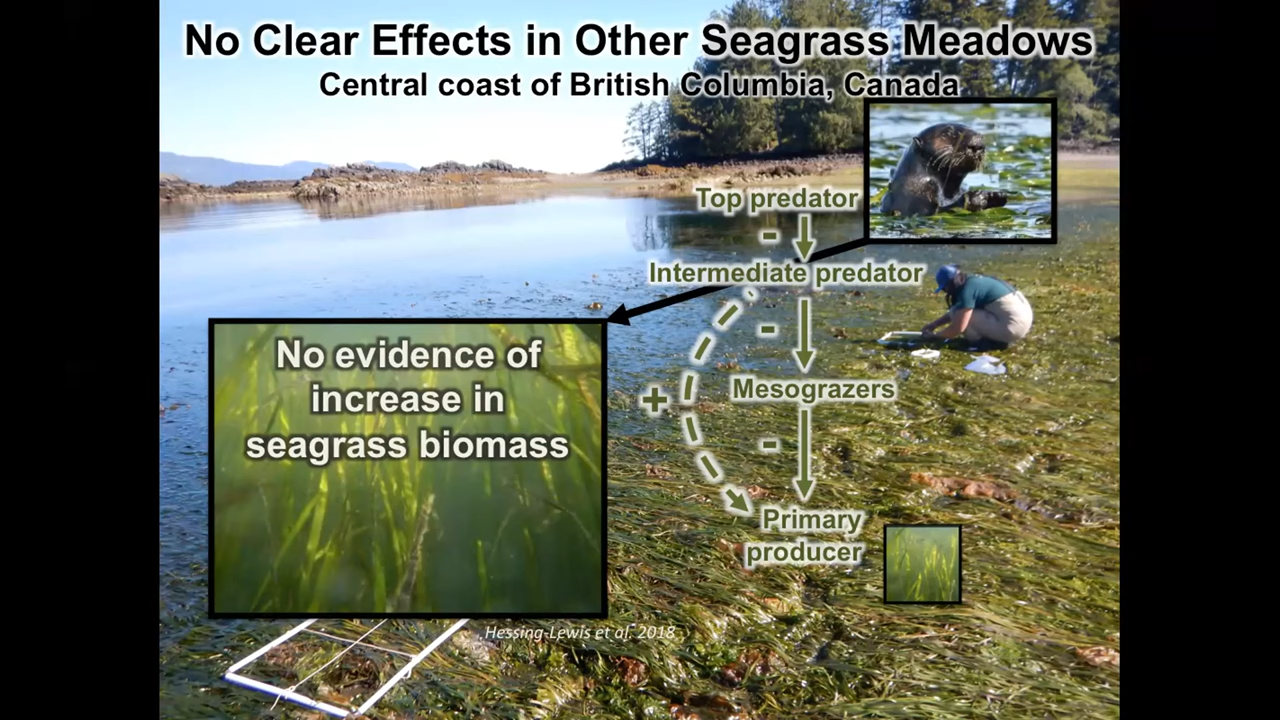 No Clear Effects in Other Seagrass Meadows
Central coast of British Columbia, Canada
Top predator
-
Intermediate predator
-
No evidence of
increase in
seagrass biomass
+
Mesograzers
-
Primary
producer
Hessing-Lewis et al. 2018